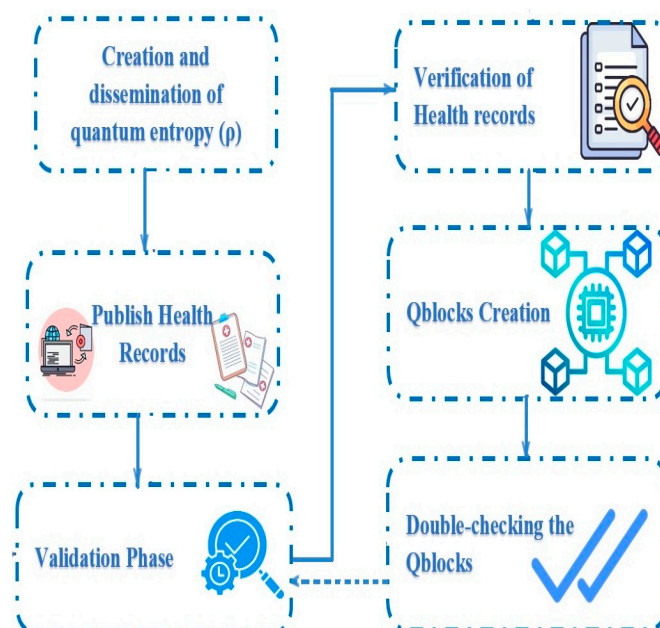 Creation and
dissemination of
quantum entropy (ρ)
Publish Health
Records
Validation Phase
Verification of
Health records
Qblocks Creation
Double-checking the
Qblocks